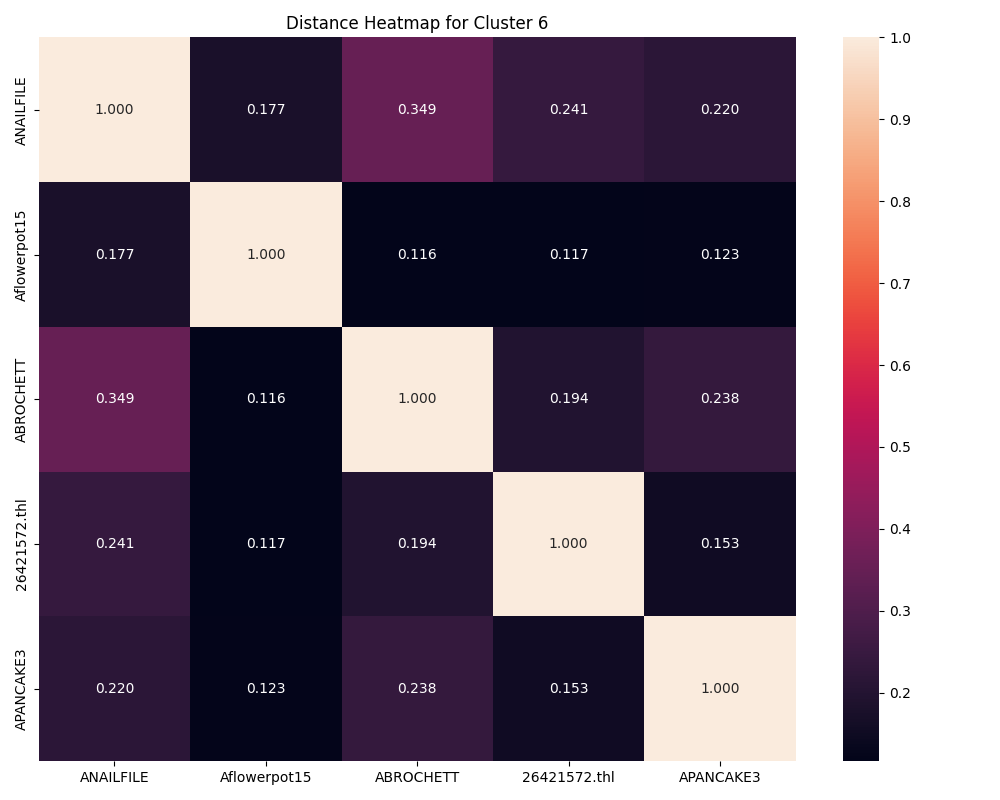 Distance Heatmap for Cluster 6
ANAILFILE
1.000 0.177 0.349 0.241 0.220
Aflowerpot15
0.177 1.000 0.116 0.117 0.123
ABROCHETT
0.349 0.116 1.000 0.194 0.238
26421572.thl
0.241 0.117 0.194 1.000 0.153
APANCAKE3
0.220 0.123 0.238 0.153 1.000
ANAILFILE Aflowerpot15 ABROCHETT 26421572.thl APANCAKE3
1.0
0.9
0.8
0.7
0.6
0.5
0.4
0.3
0.2